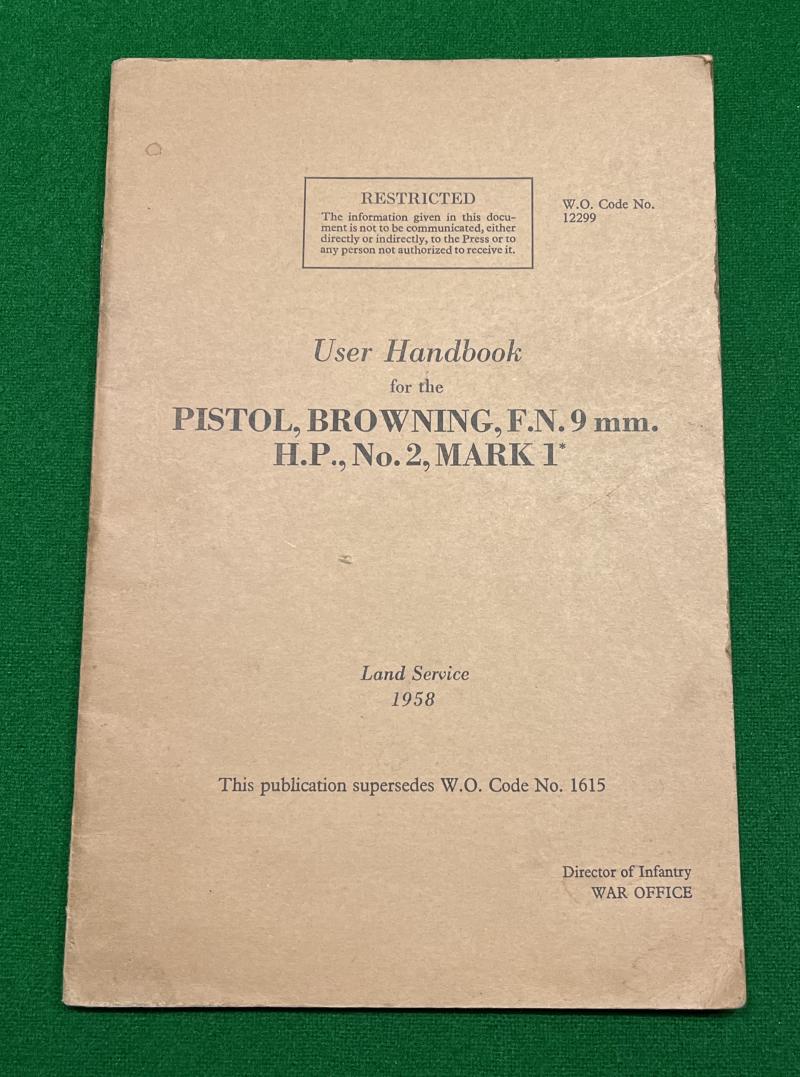 RESTRICTED
The information given in this docu-
ment is not to be communicated, either
directly or indirectly, to the Press or to
any person not authorized to receive it.
W.O. Code No.
12299
User Handbook
for the
PISTOL, BROWNING, F.N. 9 mm.
H.P., No. 2, MARK 1*
Land Service
1958
This publication supersedes W.O. Code No. 1615
Director of Infantry
WAR OFFICE